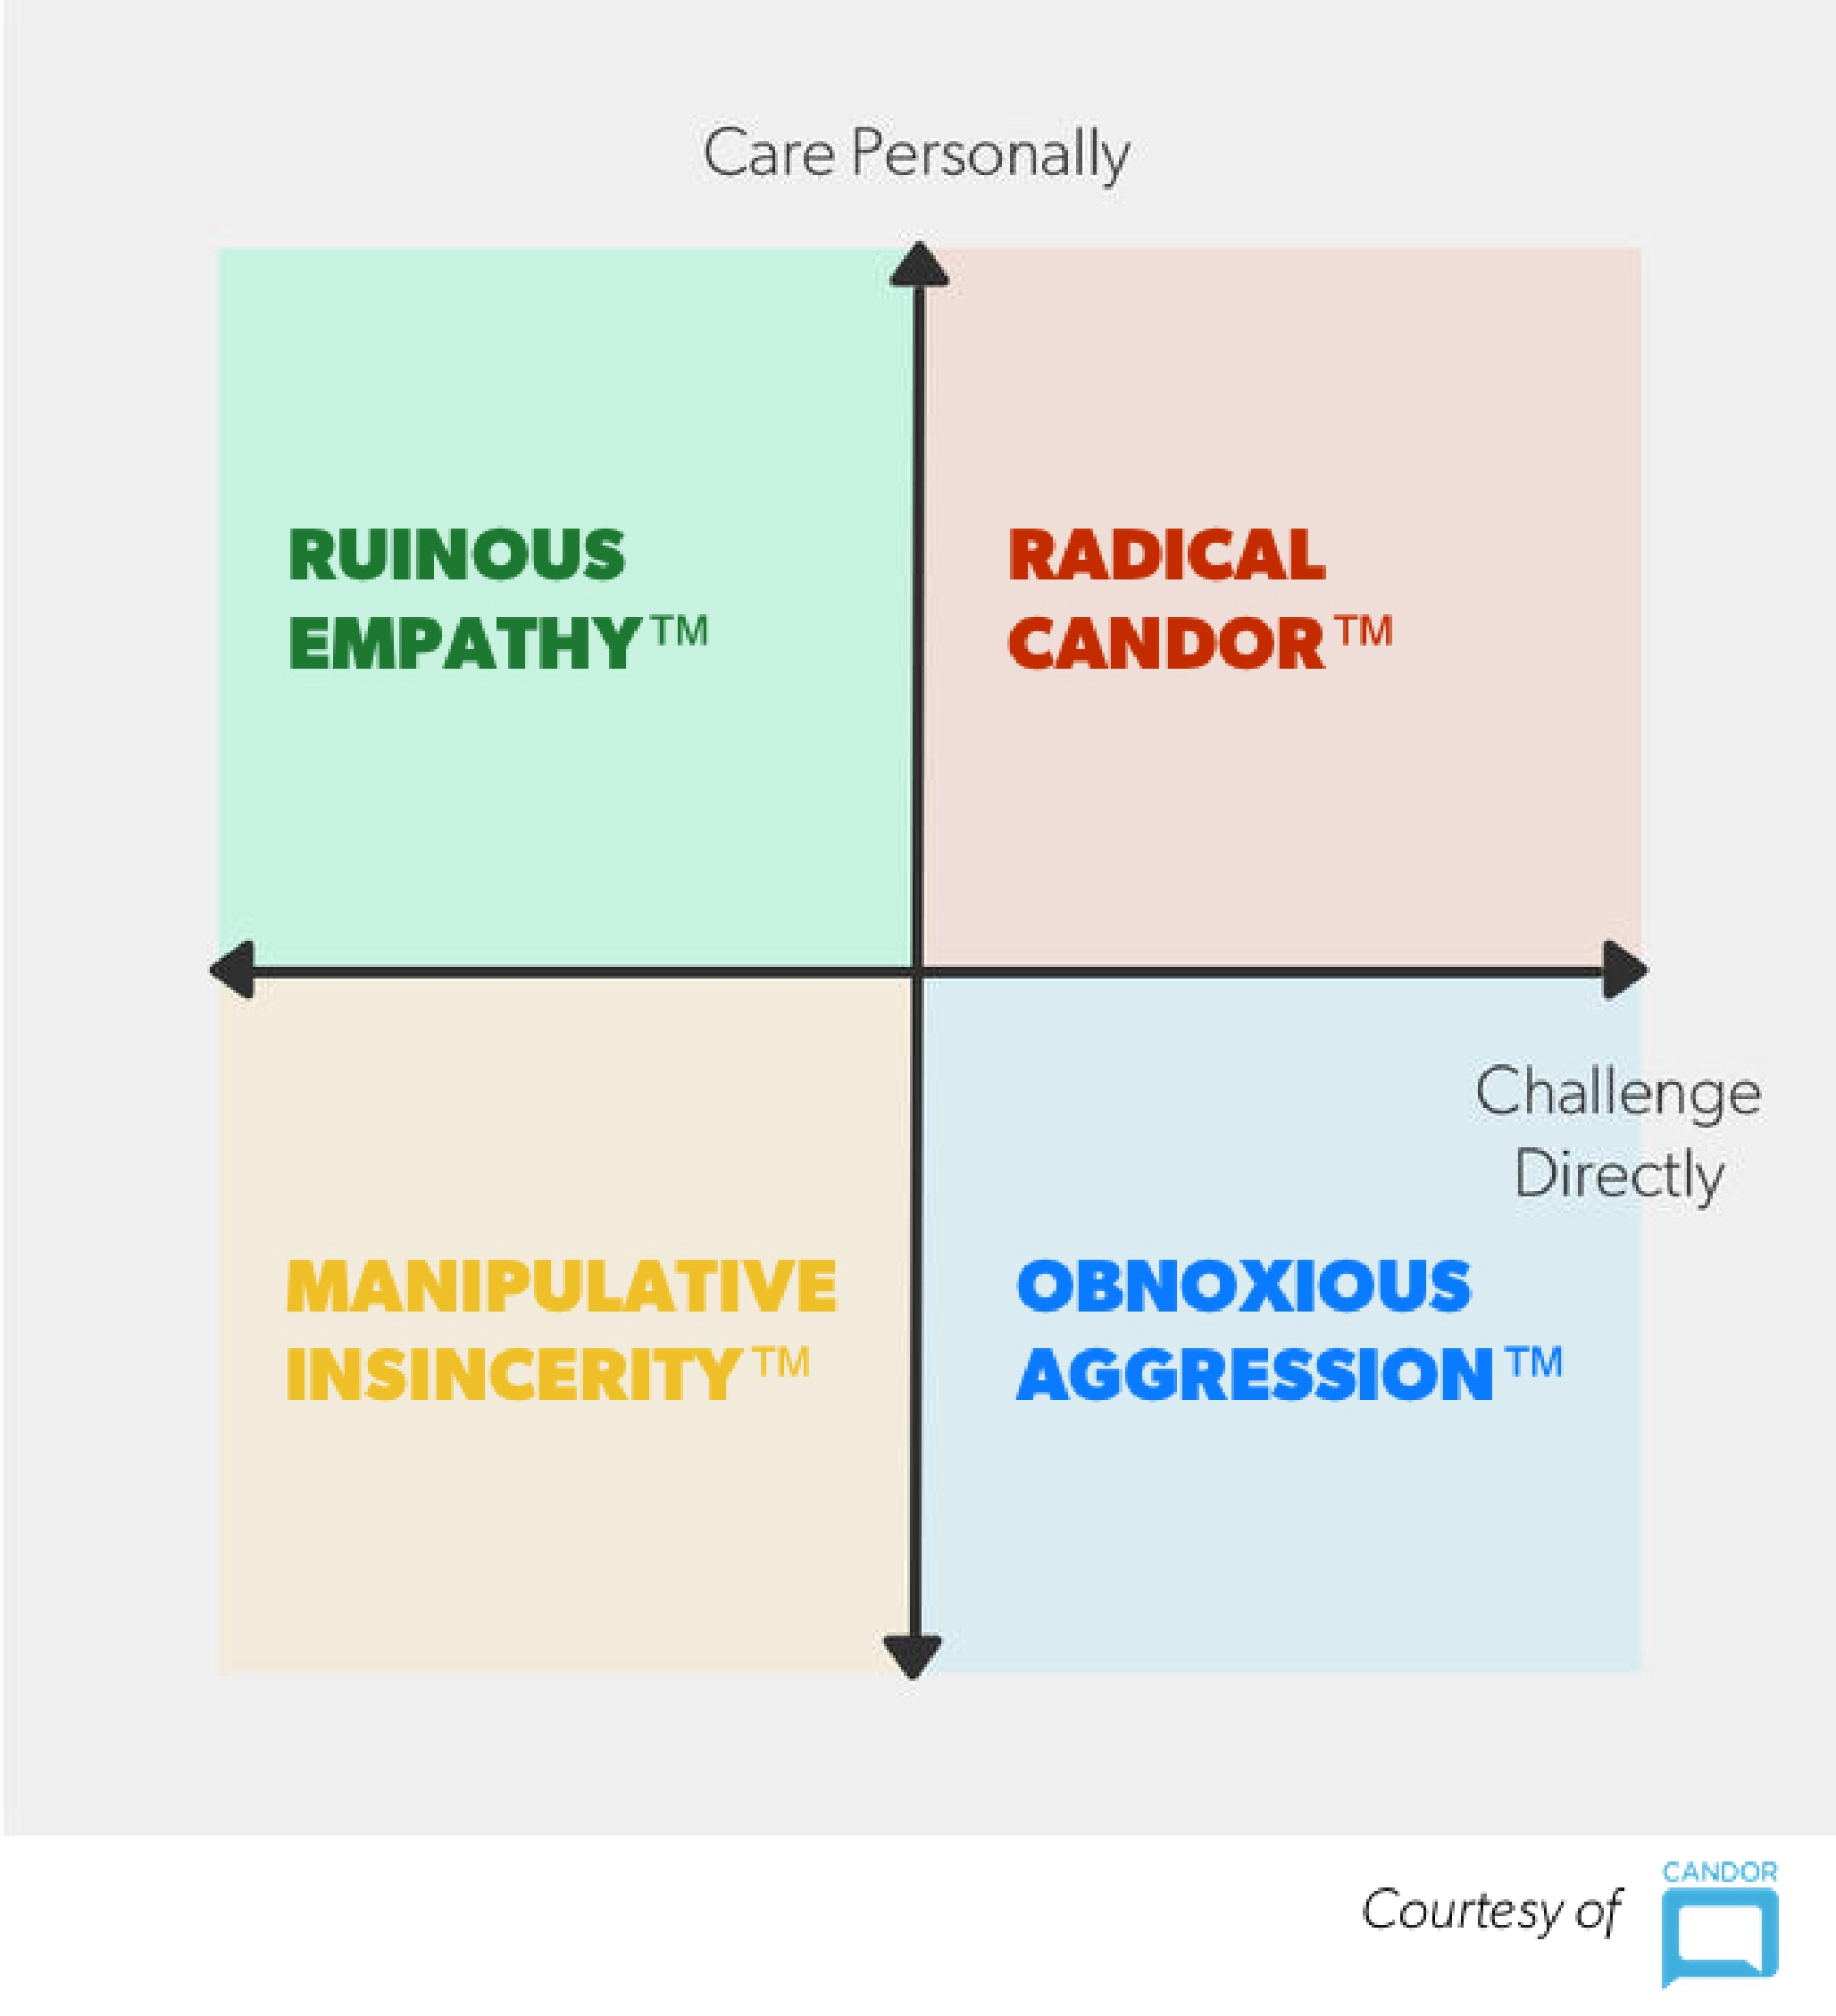 Care Personally
RUINOUS
EMPATHY™
RADICAL
CANDOR™
Challenge
Directly
MANIPULATIVE
INSINCERITY™
OBNOXIOUS
AGGRESSION™
Courtesy of
CANDOR